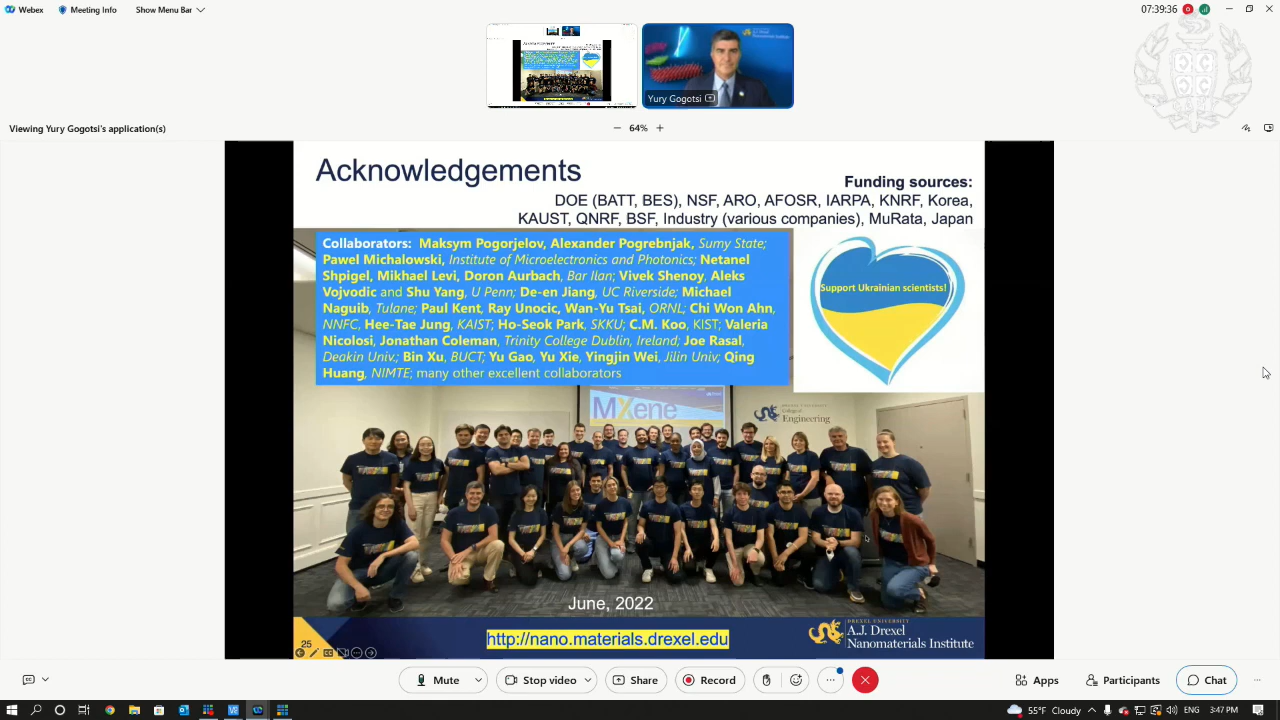 Webex
Meeting Info
Show Menu Bar
07:39:36
Yury Gogotsi
Viewing Yury Gogotsi's application(s)
64%
Acknowledgements
Funding sources:
DOE (BATT, BES), NSF, ARO, AFOSR, IARPA, KNRF, Korea,
KAUST, QNRF, BSF, Industry (various companies), MuRata, Japan
Collaborators: Maksym Pogorjelov, Alexander Pogrebnjak, Sumy State;
Pawel Michalowski, Institute of Microelectronics and Photonics; Netanel
Shpigel, Mikhael Levi, Doron Aurbach, Bar Ilan; Vivek Shenoy, Aleks
Vojvodic and Shu Yang, U Penn; De-en Jiang, UC Riverside; Michael
Naguib, Tulane; Paul Kent, Ray Unocic, Wan-Yu Tsai, ORNL; Chi Won Ahn,
NNFC, Hee-Tae Jung, KAIST; Ho-Seok Park, SKKU; C.M. Koo, KIST; Valeria
Nicolosi, Jonathan Coleman, Trinity College Dublin, Ireland; Joe Rasal,
Deakin Univ.; Bin Xu, BUCT; Yu Gao, Yu Xie, Yingjin Wei, Jilin Univ; Qing
Huang, NIMTE; many other excellent collaborators
Support Ukrainian scientists!
MXene
College of
Engineering
June, 2022
25
http://nano.materials.drexel.edu
DREXEL UNIVERSITY
A.J. Drexel
Nanomaterials Institute
Mute
Stop video
Share
Record
Apps
Participants
Chat
55°F Cloudy
ENG
3:47 PM